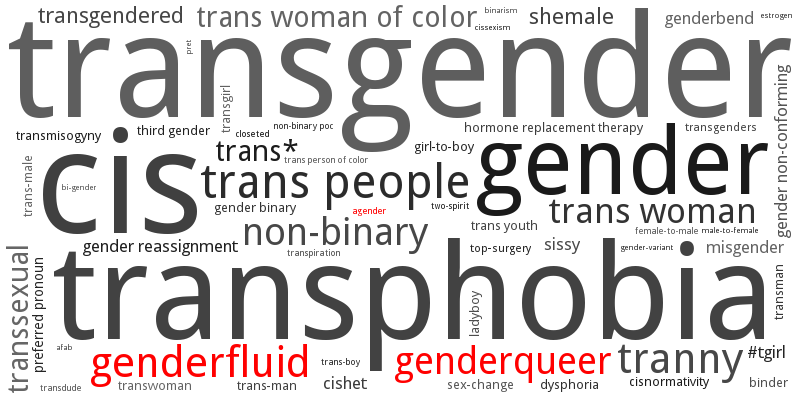 transgendered
trans woman of color
binarism
cissexism
shemale
genderbend
estrogen
transgender
pret
transgirl
gender non-conforming
transmisogyny
third gender
closeted
non-binary poc
hormone replacement therapy
transgenders
trans*
trans person of color
girl-to-boy
cis
gender
trans-male
bi-gender
trans people
gender binary
agender
two-spirit
trans woman
non-binary
trans youth
female-to-male
male-to-female
gender reassignment
transpiration
top-surgery
sissy
gender-variant
misgender
transsexual
preferred pronoun
transphobia
ladyboy
transman
afab
genderfluid
trans-boy
genderqueer
tranny
#tgirl
transdude
transwoman
trans-man
cishet
sex-change
dysphoria
cisnormativity
binder